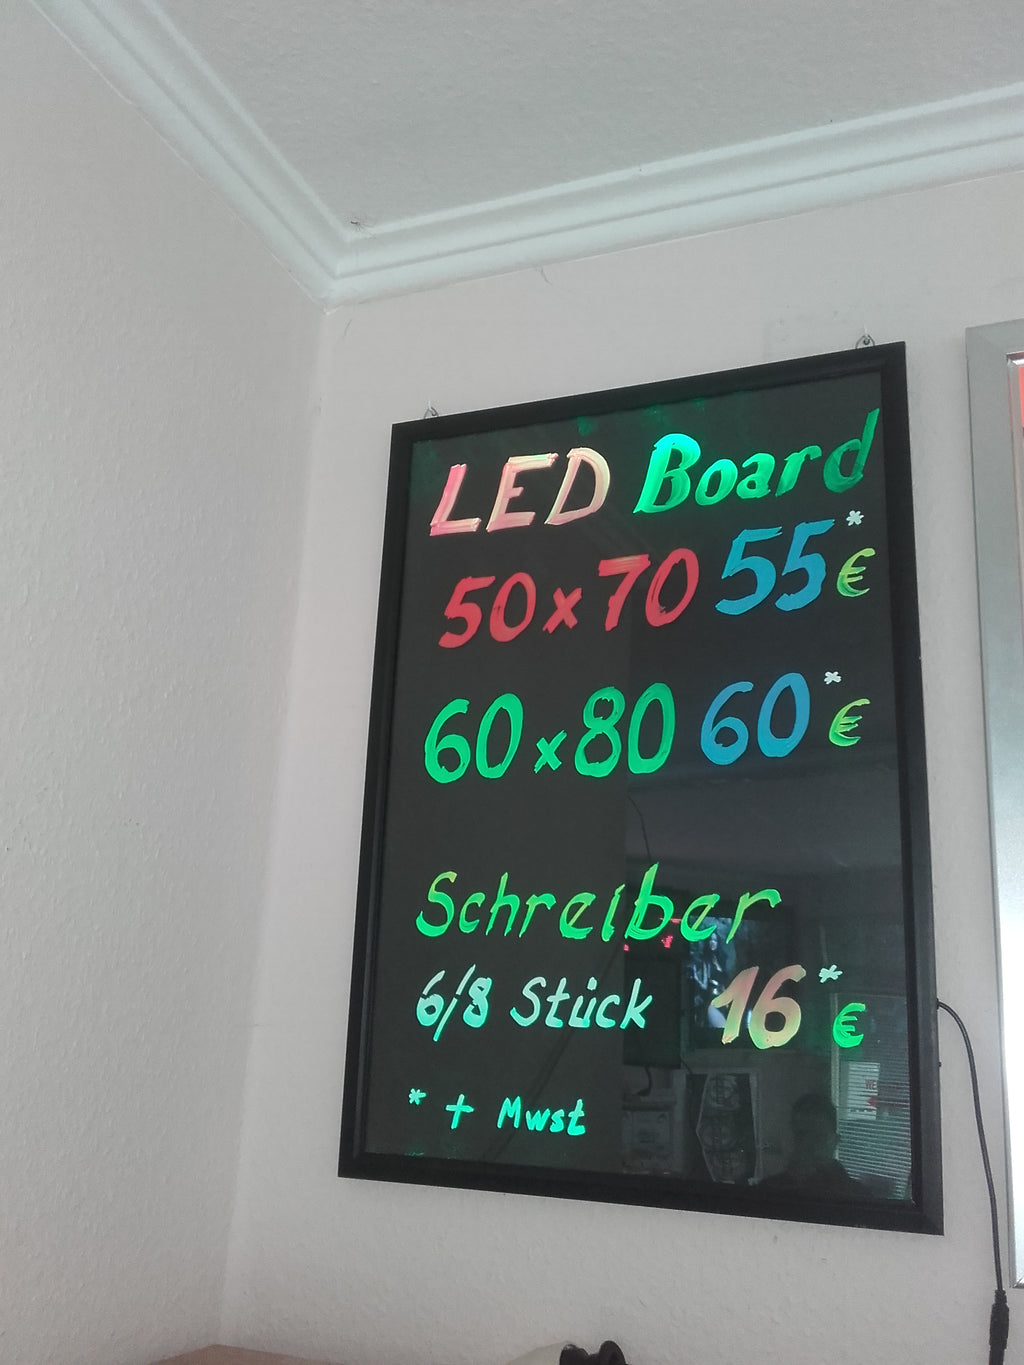 LED Board
50x70 55*€
60x80 60*€
Schreiber
6/8 Stück 16*€
* + Mwst